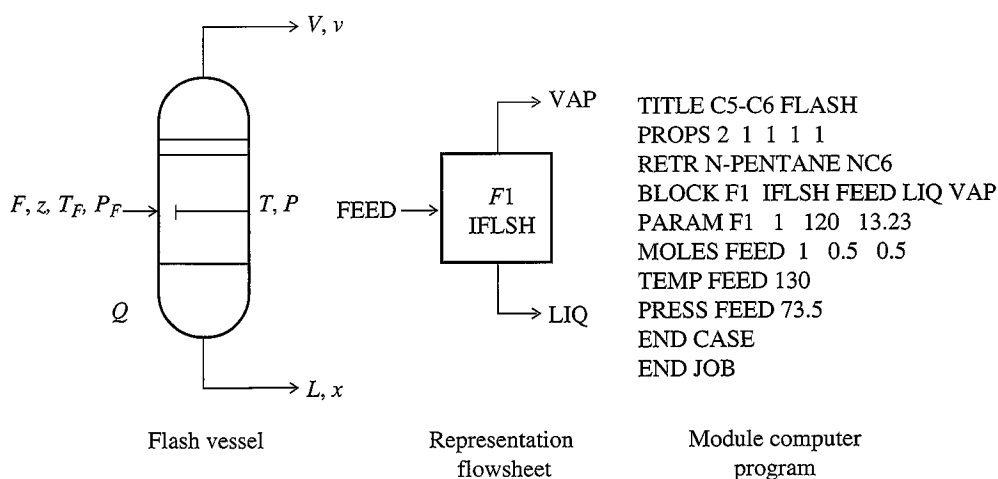 V, v
F, z, T_F, P_F
T, P
Q
L, x
Flash vessel
VAP
FEED
F1
IFLSH
LIQ
Representation
flowsheet
TITLE C5-C6 FLASH
PROPS 2 1 1 1 1
RETR N-PENTANE NC6
BLOCK F1 IFLSH FEED LIQ VAP
PARAM F1 1 120 13.23
MOLES FEED 1 0.5 0.5
TEMP FEED 130
PRESS FEED 73.5
END CASE
END JOB
Module computer
program